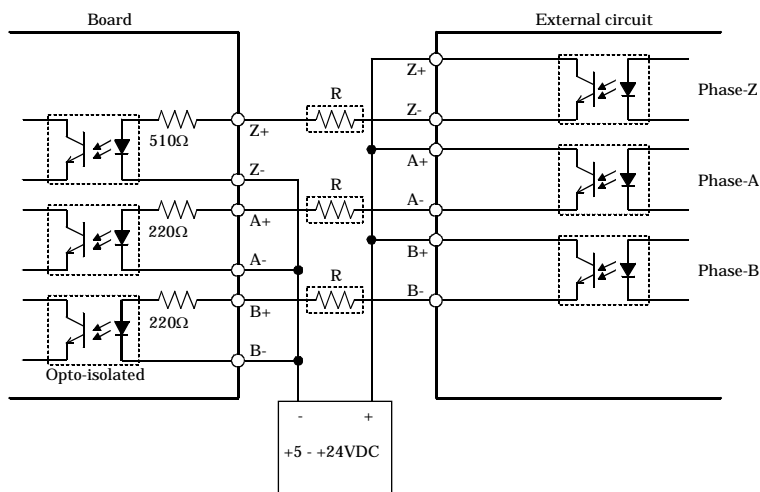 Board
External circuit
Z+
R
Z-
Phase-Z
510Ω
Z+
A+
Z-
R
A-
Phase-A
220Ω
A+
B+
A-
R
B-
Phase-B
220Ω
B+
B-
Opto-isolated
- +
+5 - +24VDC